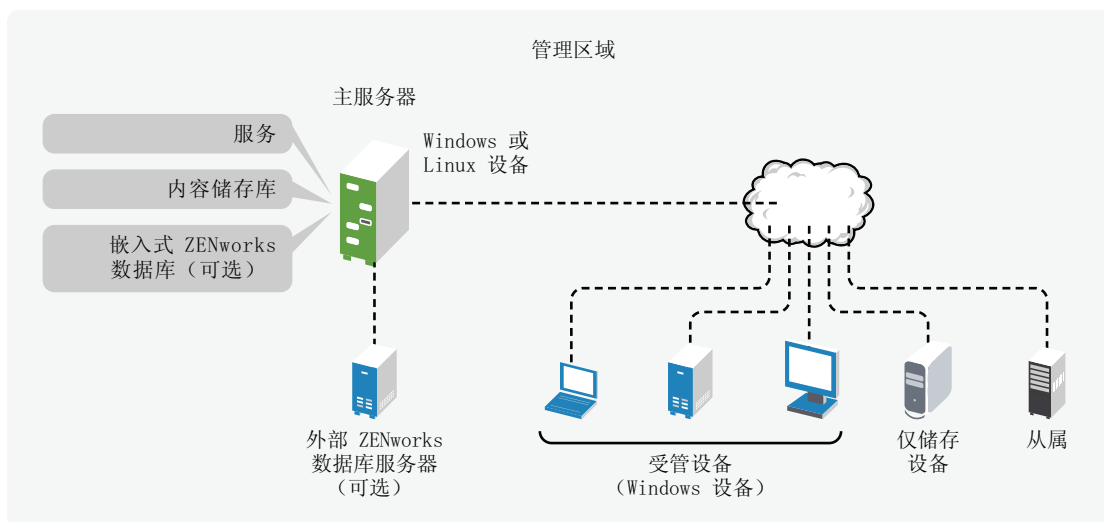 管理区域
主服务器
服务
Windows 或
Linux 设备
内容储存库
嵌入式 ZENworks
数据库（可选）
外部 ZENworks
数据库服务器
（可选）
受管设备
（Windows 设备）
仅储存
设备
从属